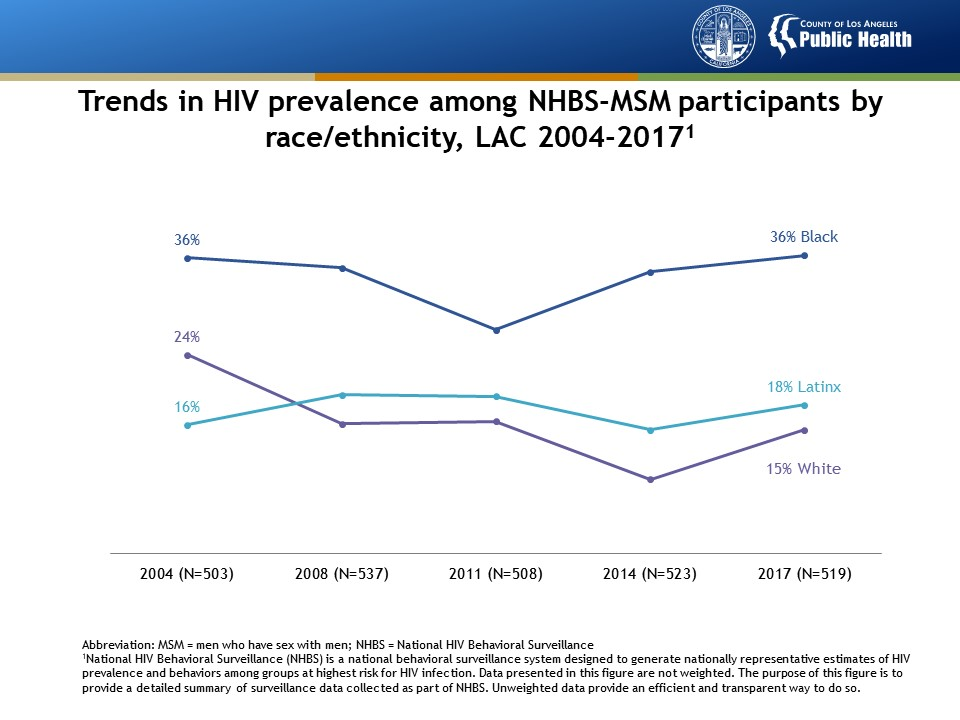 COUNTY OF LOS ANGELES
Public Health
COUNTY OF LOS ANGELES
CALIFORNIA
Trends in HIV prevalence among NHBS-MSM participants by
race/ethnicity, LAC 2004-2017¹
36%
36% Black
24%
18% Latinx
16%
15% White
2004 (N=503) 2008 (N=537) 2011 (N=508) 2014 (N=523) 2017 (N=519)
Abbreviation: MSM = men who have sex with men; NHBS = National HIV Behavioral Surveillance
¹National HIV Behavioral Surveillance (NHBS) is a national behavioral surveillance system designed to generate nationally representative estimates of HIV
prevalence and behaviors among groups at highest risk for HIV infection. Data presented in this figure are not weighted. The purpose of this figure is to
provide a detailed summary of surveillance data collected as part of NHBS. Unweighted data provide an efficient and transparent way to do so.